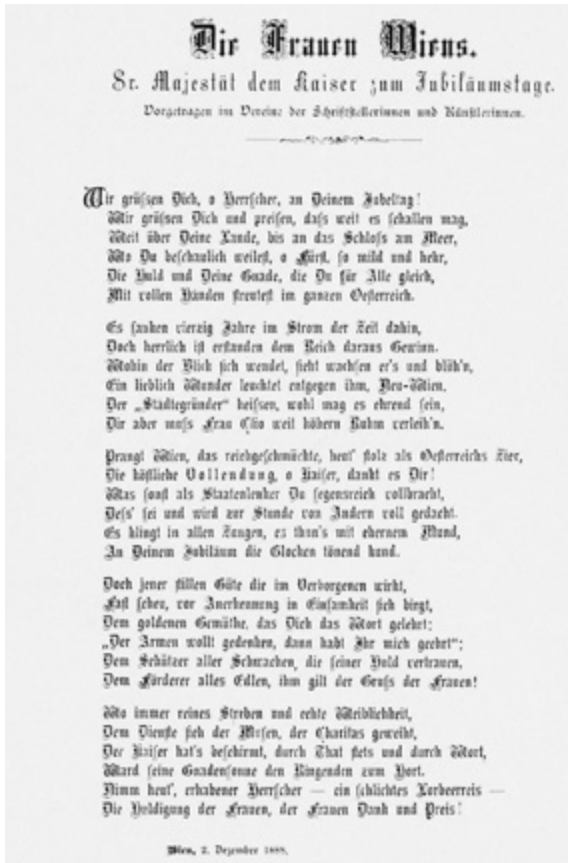 Die Frauen Wiens.
Sr. Majestät dem Kaiser zum Jubiläumstage.
Vorgetragen im Vereine der Schriftstellerinnen und Künstlerinnen.
Wir grüssen Dich, o Herrscher, an Deinem Jubeltag!
Wir grüssen Dich und preisen, daſs weit es schallen mag,
Weit über Deine Lande, bis an das Schloſs am Meer,
Wo Du beschaulich weilest, o Fürst, so mild und hehr,
Die Huld und Deine Gnade, die Du für Alle gleich,
Mit vollen Händen streutest im ganzen Oesterreich.
Es sanken vierzig Jahre im Strom der Zeit dahin,
Doch herrlich ist erstanden dem Reich daraus Gewinn.
Wohin der Blick sich wendet, sieht wachsen er's und blüh'n,
Ein lieblich Wunder leuchtet entgegen ihm, Neu-Wien.
Der „Städtegründer" heissen, wohl mag es ehrend sein,
Dir aber muss Frau Clio weit höhern Ruhm verleih'n.
Prangt Wien, das reichgeschmückte, heut' stolz als Oesterreichs Zier,
Die köstliche Vollendung, o Kaiser, dankt es Dir!
Was sonst als Staatenlenker Du segensreich vollbracht,
Dess' sei und wird zur Stunde von Andern voll gedacht.
Es klingt in allen Zungen, es thun's mit ehernem Mund,
An Deinem Jubiläum die Glocken tönend kund.
Doch jener stillen Güte die im Verborgenen wirkt,
Fast scheu, vor Anerkennung in Einsamkeit sich birgt,
Dem goldenen Gemüthe, das Dich das Wort gelehrt:
„Der Armen wollt gedenken, dann habt Ihr mich geehrt";
Dem Schützer aller Schwachen, die seiner Huld vertrauen,
Dem Förderer alles Edlen, ihm gilt der Gruss der Frauen!
Wo immer reines Streben und echte Weiblichkeit,
Dem Dienste sich der Musen, der Charitas geweiht,
Der Kaiser hat's beschirmt, durch That stets und durch Wort,
Ward seine Gnadensonne den Ringenden zum Hort.
Nimm heut', erhabener Herrscher — ein schlichtes Lorbeerreis —
Die Huldigung der Frauen, der Frauen Dank und Preis!
Wien, 2. Dezember 1888.